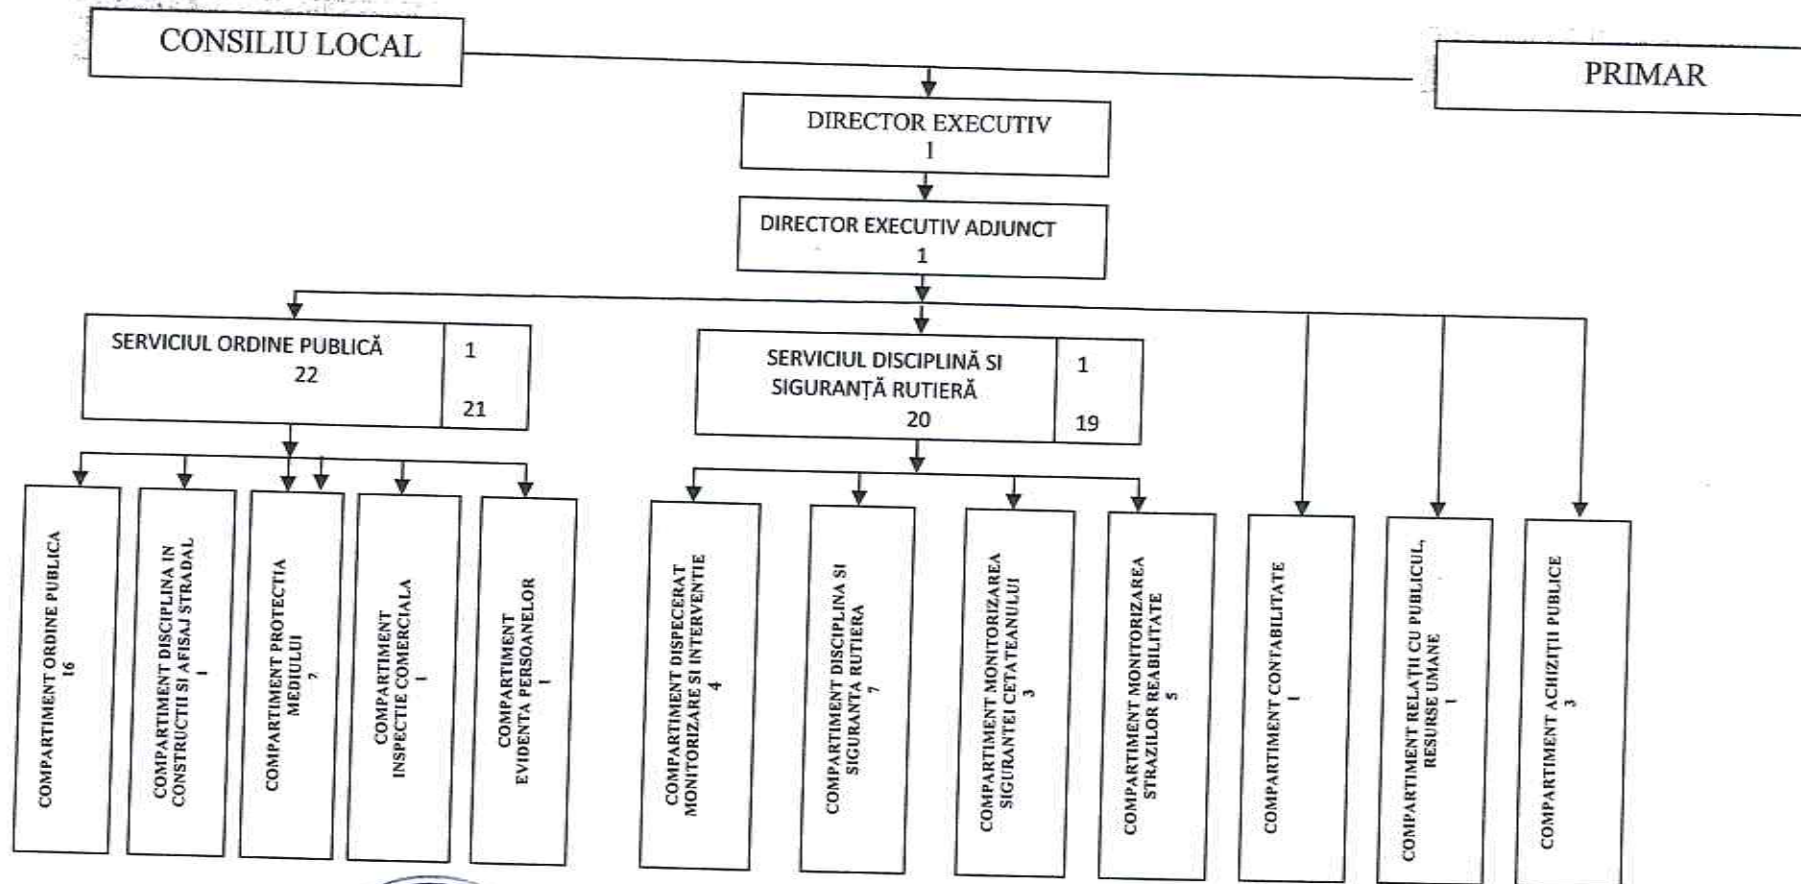 CONSILIU LOCAL
PRIMAR
DIRECTOR EXECUTIV
1
DIRECTOR EXECUTIV ADJUNCT
1
SERVICIUL ORDINE PUBLICĂ
22
1
21
SERVICIUL DISCIPLINĂ SI
SIGURANȚĂ RUTIERĂ
20
1
19
COMPARTIMENT ORDINE PUBLICA
16
COMPARTIMENT DISCIPLINA IN
CONSTRUCTII SI AFISAJ STRADAL
1
COMPARTIMENT PROTECTIA
MEDIULUI
COMPARTIMENT
INSPECTIE COMERCIALA
1
COMPARTIMENT
EVIDENTA PERSOANELOR
1
COMPARTIMENT DISPECERAT
MONITORIZARE SI INTERVENTIE
4
COMPARTIMENT DISCIPLINA SI
SIGURANTA RUTIERA
7
COMPARTIMENT MONITORIZAREA
SIGURANTEI CETATEANULUI
3
COMPARTIMENT MONITORIZAREA
STRAZILOR REABILITATE
5
COMPARTIMENT CONTABILITATE
1
COMPARTIMENT RELAȚII CU PUBLICUL,
RESURSE UMANE
1
COMPARTIMENT ACHIZIȚII PUBLICE
3